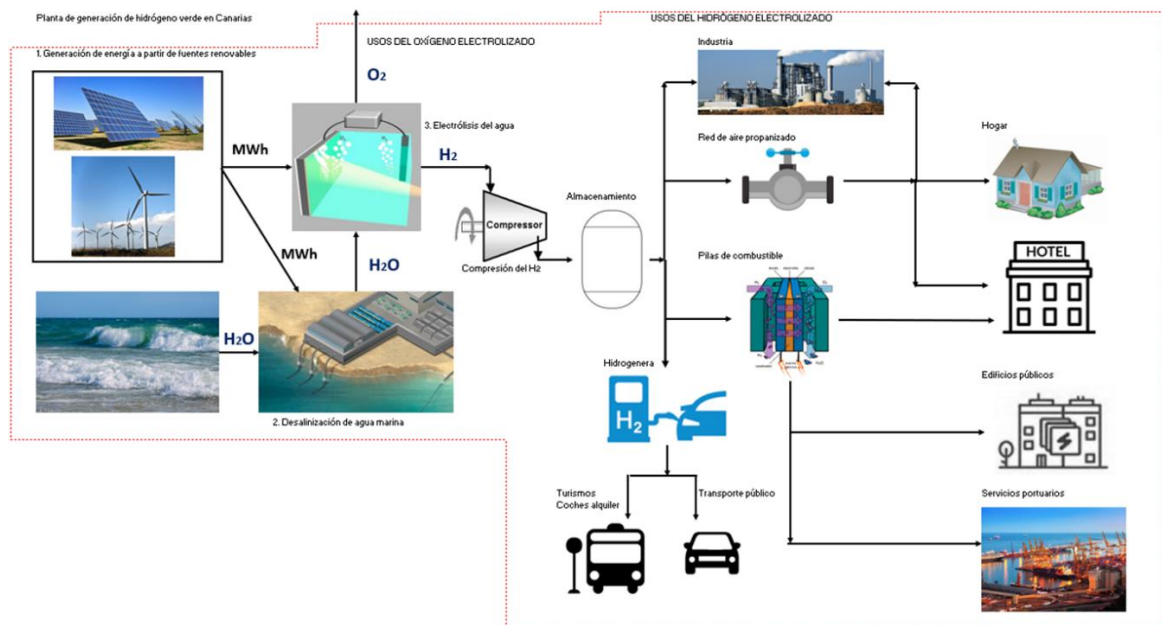 Planta de generación de hidrógeno verde en Canarias
USOS DEL HIDRÓGENO ELECTROLIZADO
USOS DEL OXÍGENO ELECTROLIZADO
1. Generación de energía a partir de fuentes renovables
O2
3. Electrólisis del agua
MWh
H2
MWh
H2O
Compressor
Compresión del H2
Almacenamiento
H2O
2. Desalinización de agua marina
Industria
Red de aire propanizado
Hogar
Pilas de combustible
HOTEL
Hidrogenera
H2
Edificios públicos
Turismos
Coches alquiler
Transporte público
Servicios portuarios